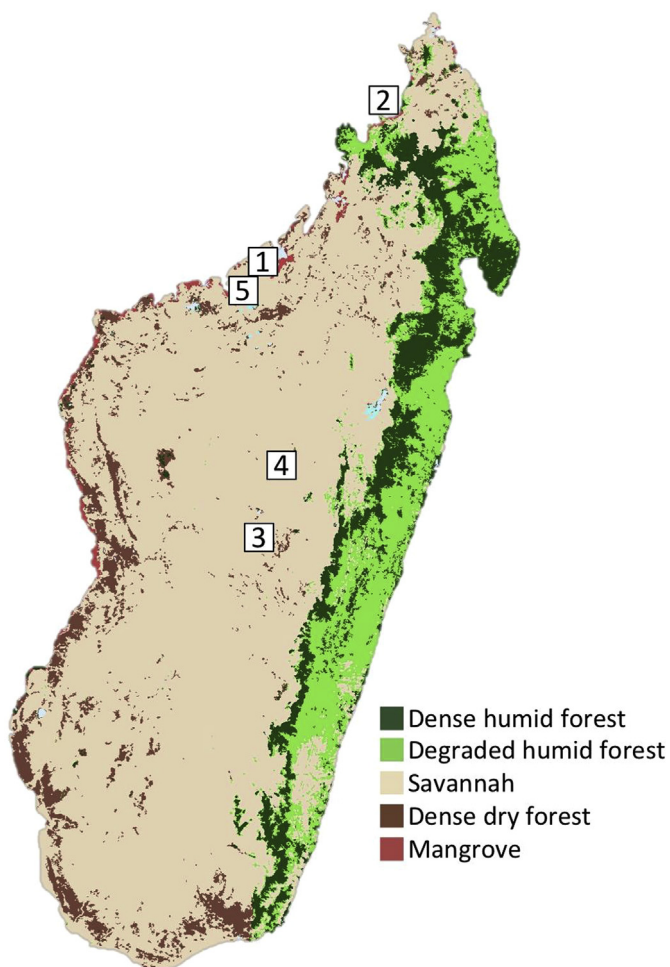 2
1
5
4
3
Dense humid forest
Degraded humid forest
Savannah
Dense dry forest
Mangrove